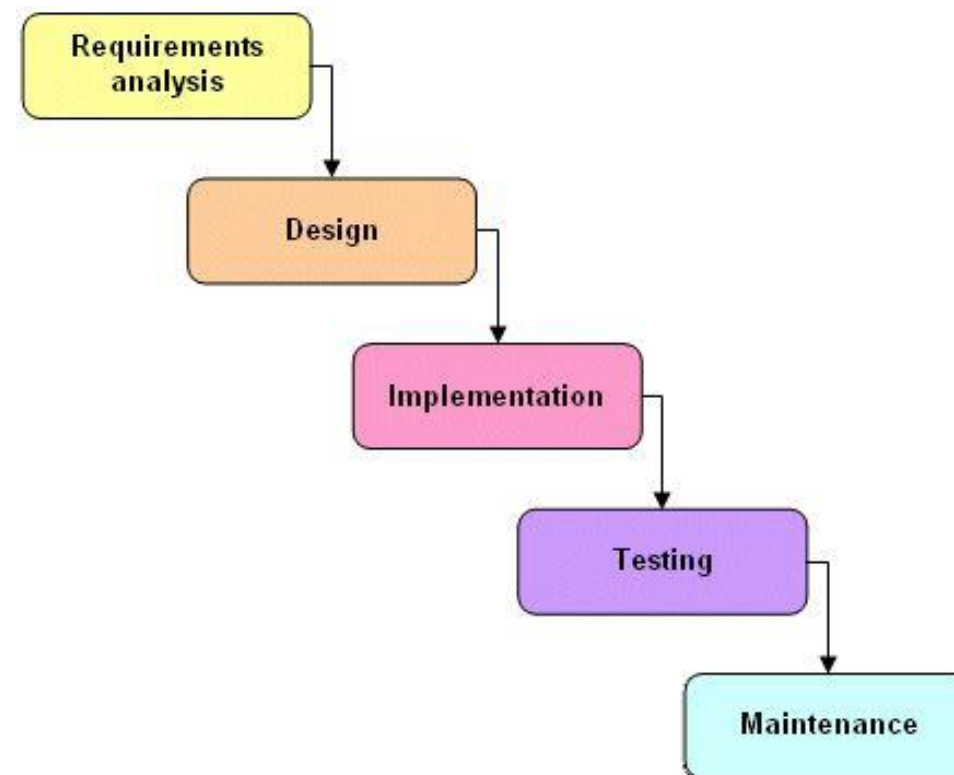 Requirements
analysis
Design
Implementation
Testing
Maintenance